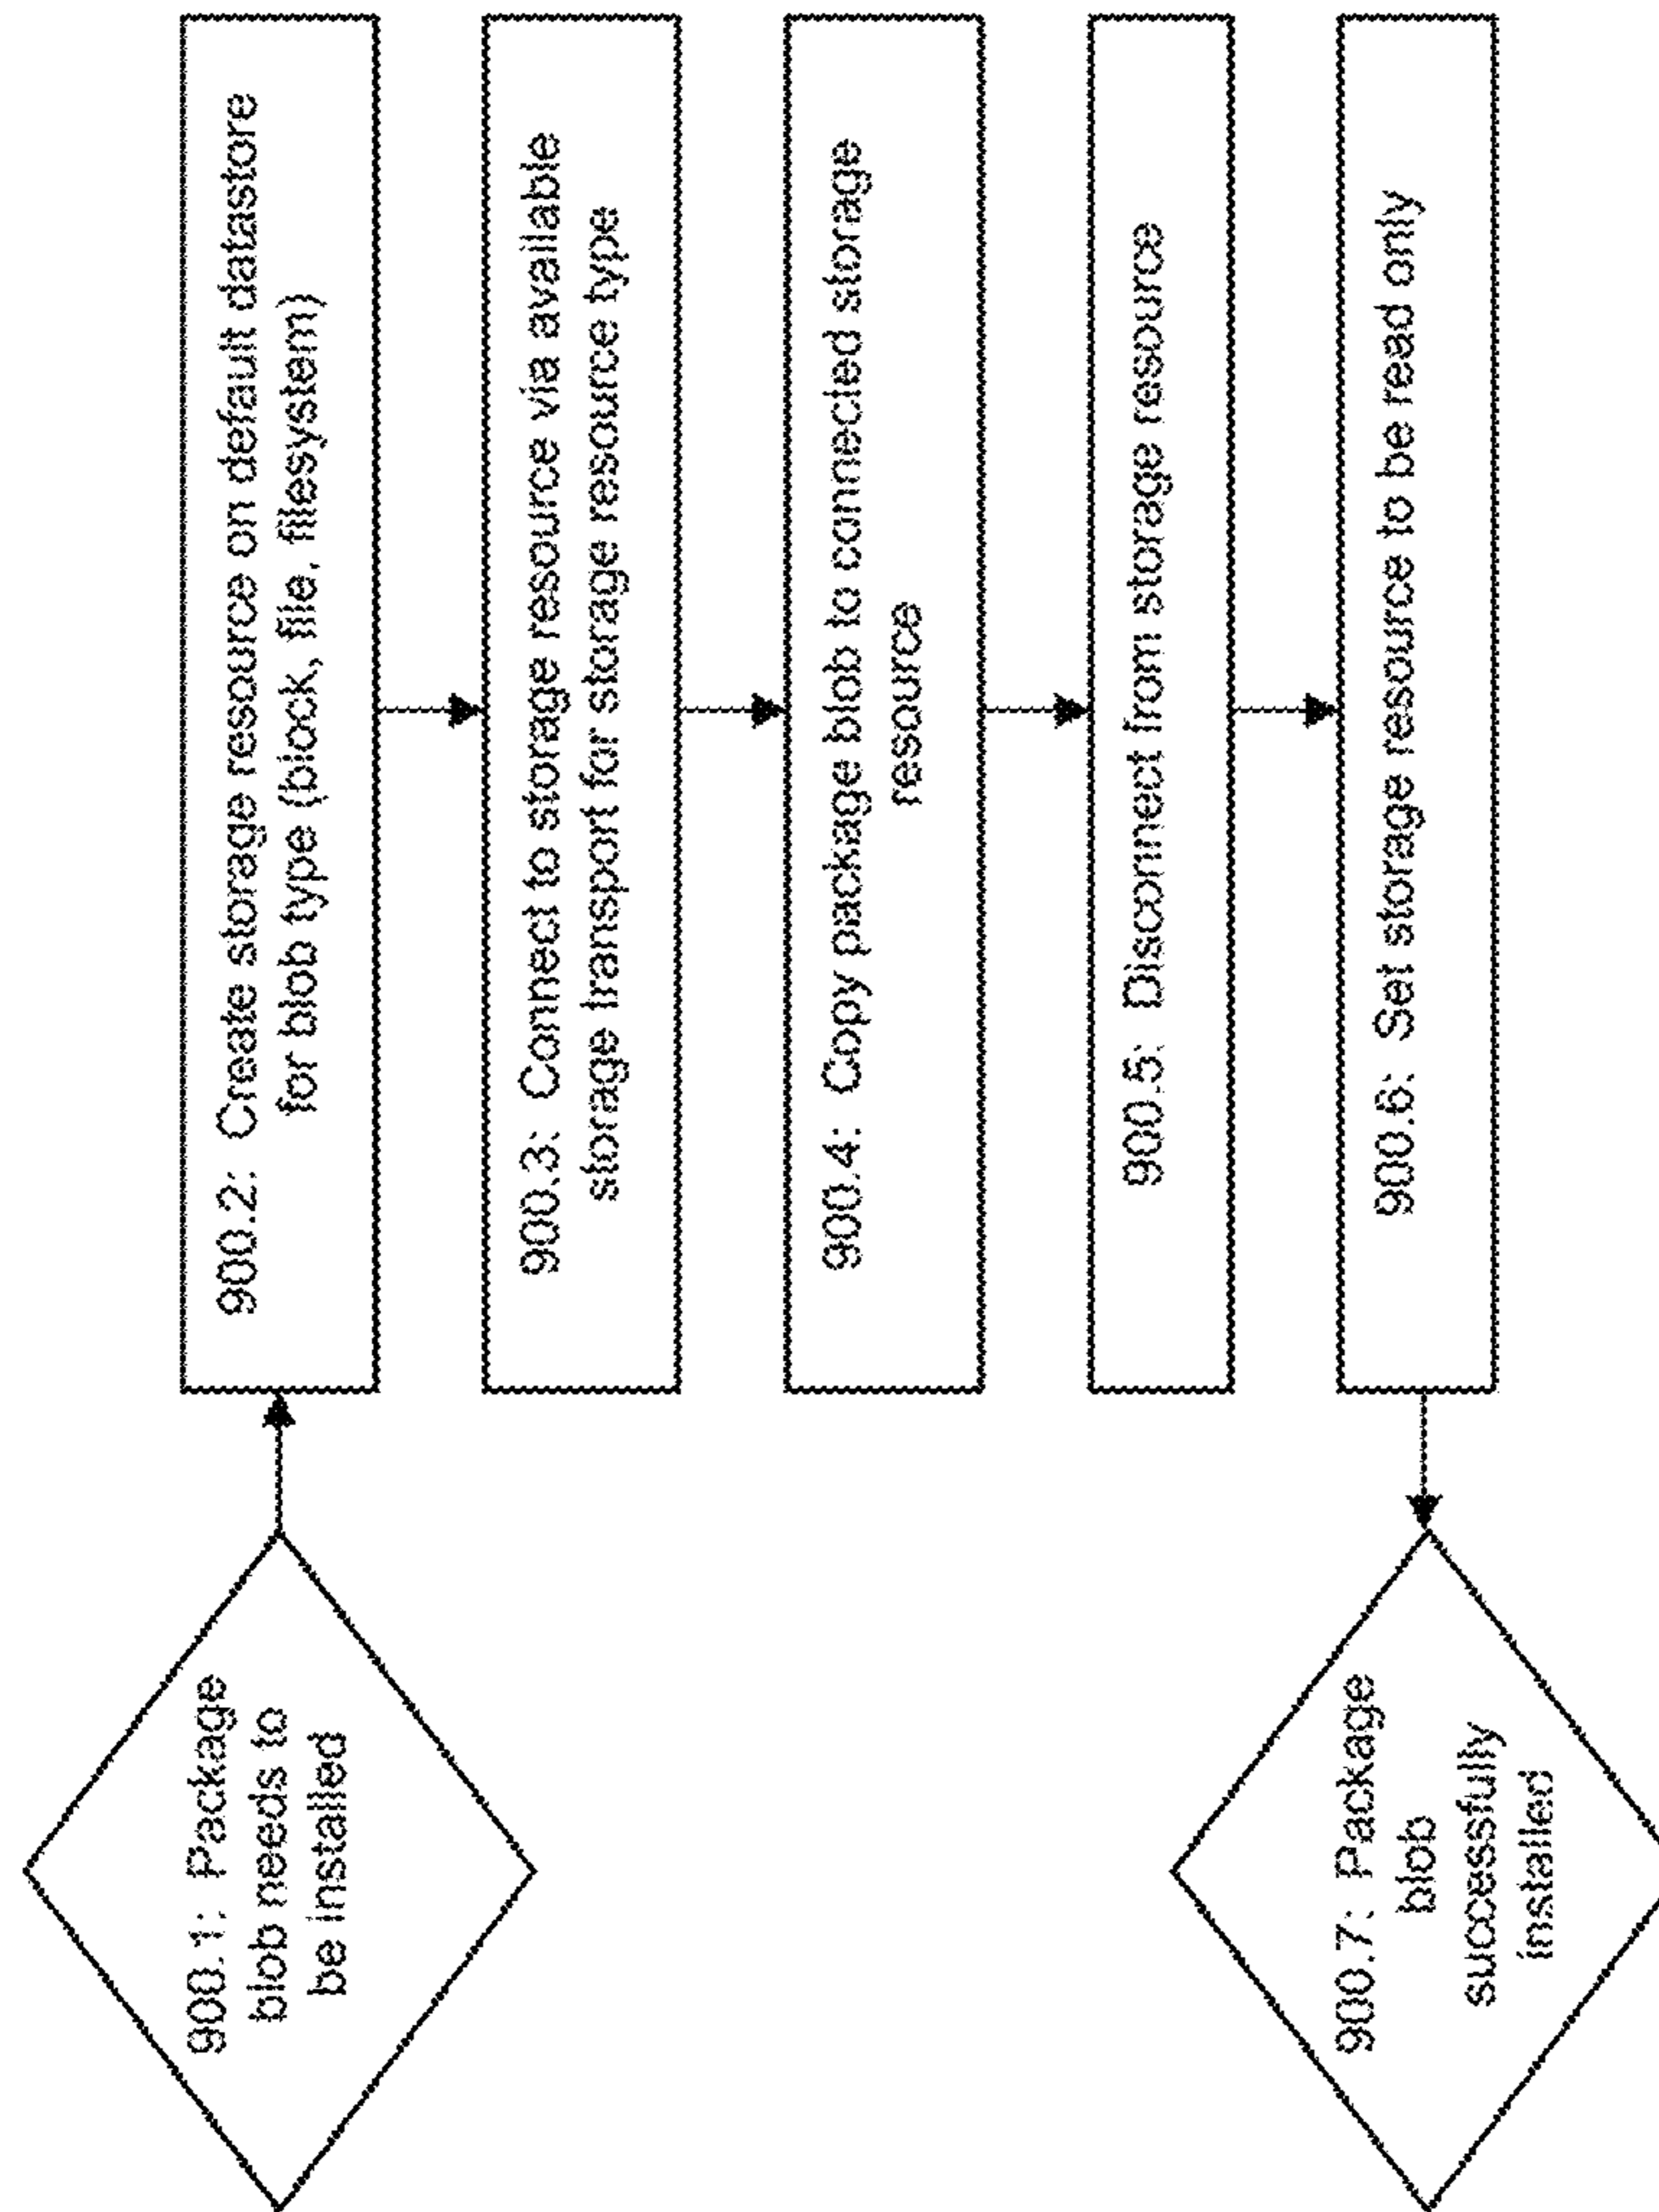 900.1: Package
blob needs to
be installed
900.2: Create storage resource on default datastore
for blob type (block, file, filesystem)
900.3: Connect to storage resource via available
storage transport for storage resource type
900.4: Copy package blob to connected storage
resource
900.5: Disconnect from storage resource
900.6: Set storage resource to be read only
900.7: Package
blob
successfully
installed